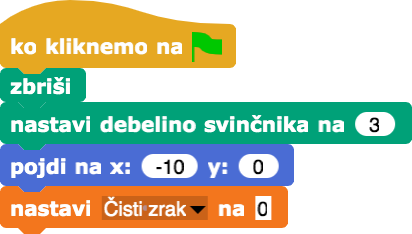 ko kliknemo na
zbriši
nastavi debelino svinčnika na 3
pojdi na x: -10 y: 0
nastavi Čisti zrak na 0